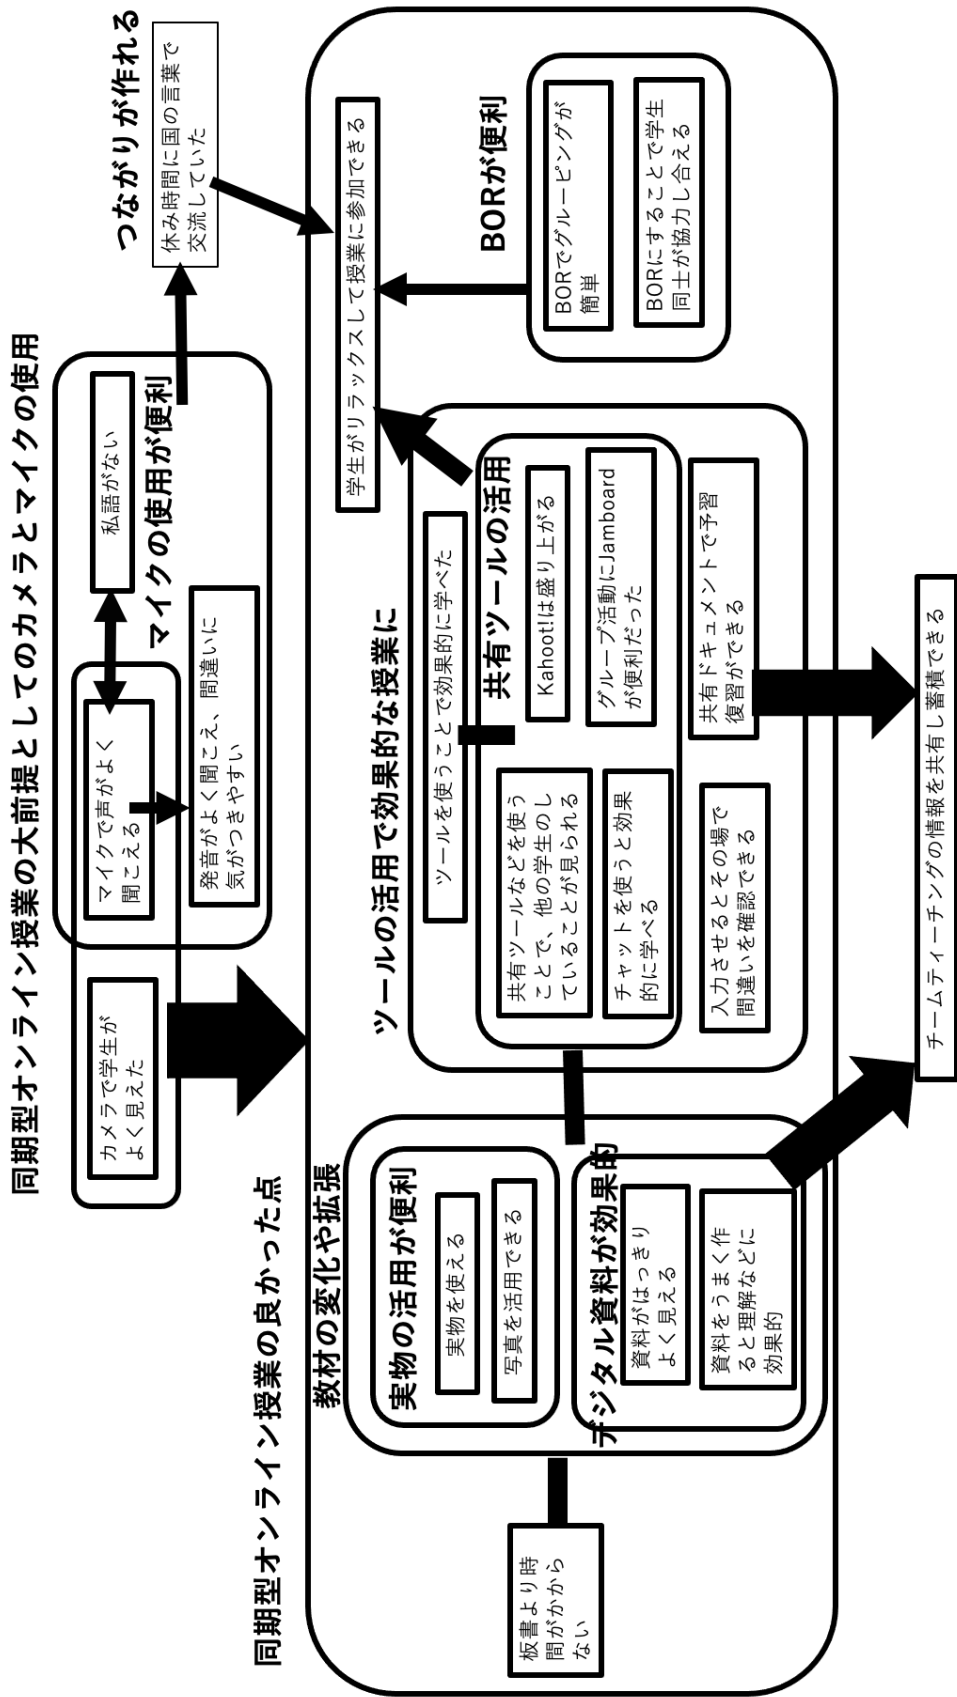 同期型オンライン授業の大前提としてのカメラとマイクの使用
カメラで学生が
よく見えた
マイクで声がよく
聞こえる
私語がない
マイクの使用が便利
発音がよく聞こえ、間違いに
気がつきやすい
つながりが作れる
休み時間に国の言葉で
交流していた
同期型オンライン授業の良かった点
板書より時
間がかから
ない
教材の変化や拡張
実物の活用が便利
実物を使える
写真を活用できる
デジタル資料が効果的
資料がはっきり
よく見える
資料をうまく作
ると理解などに
効果的
ツールの活用で効果的な授業に
ツールを使うことで効果的に学べた
共有ツールの活用
共有ツールなどを使う
ことで、他の学生のし
ていることが見られる
チャットを使うと効果
的に学べる
Kahoot!は盛り上がる
グループ活動にJamboard
が便利だった
入力させるとその場で
間違いを確認できる
共有ドキュメントで予習
復習ができる
学生がリラックスして授業に参加できる
BORが便利
BORでグルーピングが
簡単
BORにすることで学生
同士が協力し合える
チームティーチングの情報を共有し蓄積できる